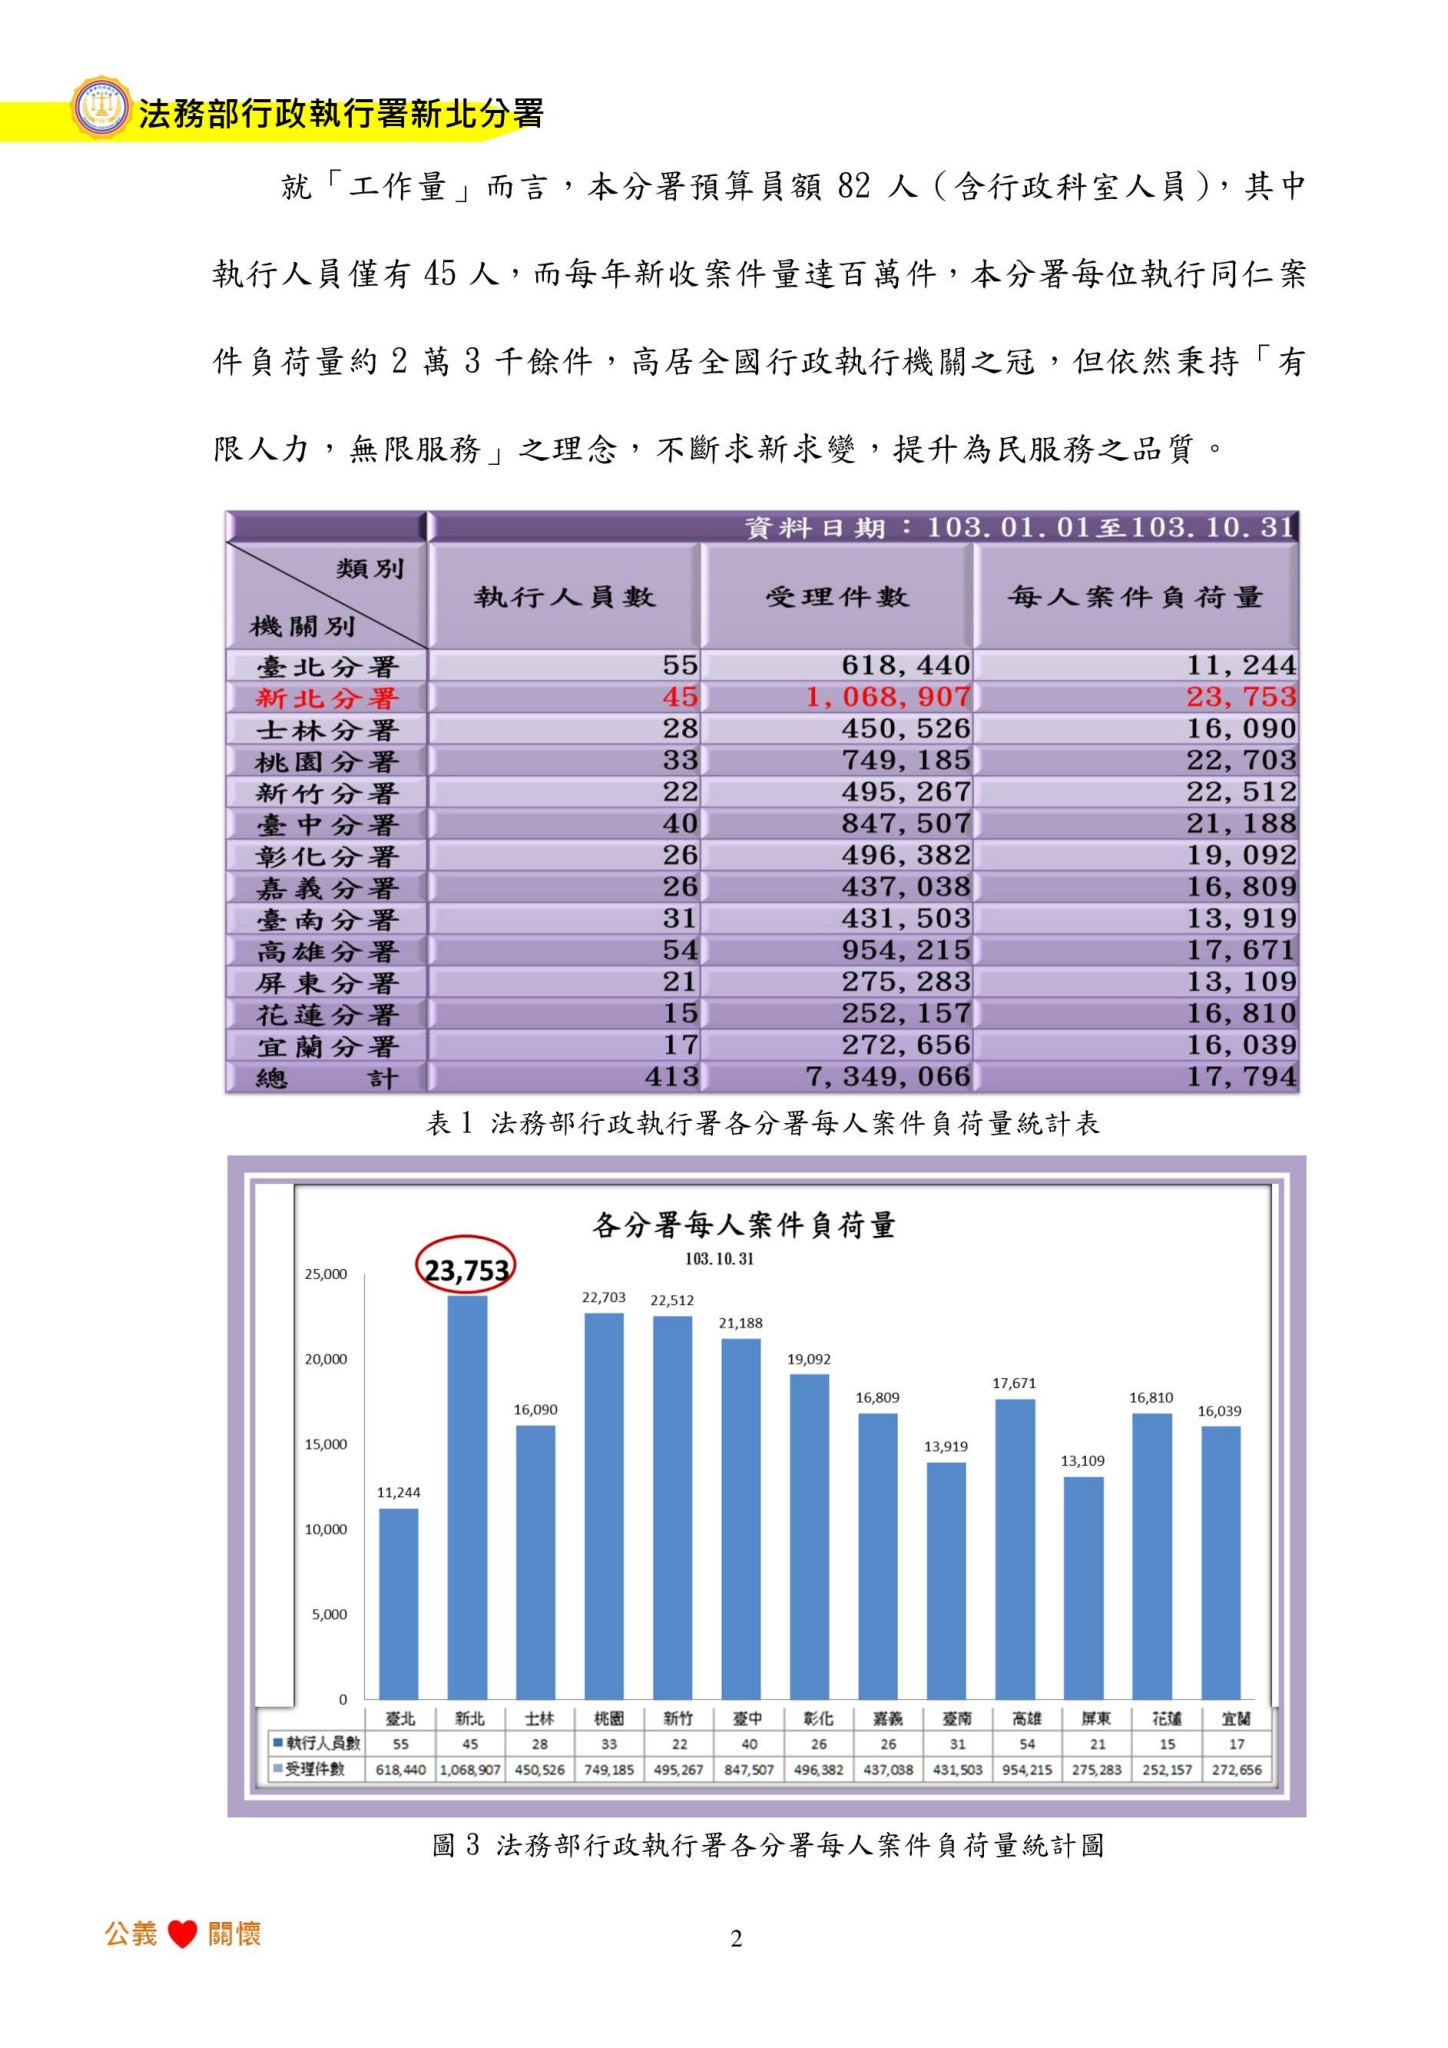 法務部行政執行署新北分署
就「工作量」而言，本分署預算員額 82 人（含行政科室人員），其中
執行人員僅有 45 人，而每年新收案件量達百萬件，本分署每位執行同仁案
件負荷量約 2 萬 3 千餘件，高居全國行政執行機關之冠，但依然秉持「有
限人力，無限服務」之理念，不斷求新求變，提升為民服務之品質。
資料日期：103.01.01至103.10.31
類別
機關別 執行人員數 受理件數 每人案件負荷量
臺北分署 55 618,440 11,244
新北分署 45 1,068,907 23,753
士林分署 28 450,526 16,090
桃園分署 33 749,185 22,703
新竹分署 22 495,267 22,512
臺中分署 40 847,507 21,188
彰化分署 26 496,382 19,092
嘉義分署 26 437,038 16,809
臺南分署 31 431,503 13,919
高雄分署 54 954,215 17,671
屏東分署 21 275,283 13,109
花蓮分署 15 252,157 16,810
宜蘭分署 17 272,656 16,039
總計 413 7,349,066 17,794
表 1 法務部行政執行署各分署每人案件負荷量統計表
各分署每人案件負荷量
103.10.31
25,000
20,000
15,000
10,000
5,000
0
11,244
23,753
16,090
22,703
22,512
21,188
19,092
16,809
13,919
17,671
13,109
16,810
16,039
臺北 新北 士林 桃園 新竹 臺中 彰化 嘉義 臺南 高雄 屏東 花蓮 宜蘭
執行人員數 55 45 28 33 22 40 26 26 31 54 21 15 17
受理件數 618,440 1,068,907 450,526 749,185 495,267 847,507 496,382 437,038 431,503 954,215 275,283 252,157 272,656
圖 3 法務部行政執行署各分署每人案件負荷量統計圖
公義 關懷
2